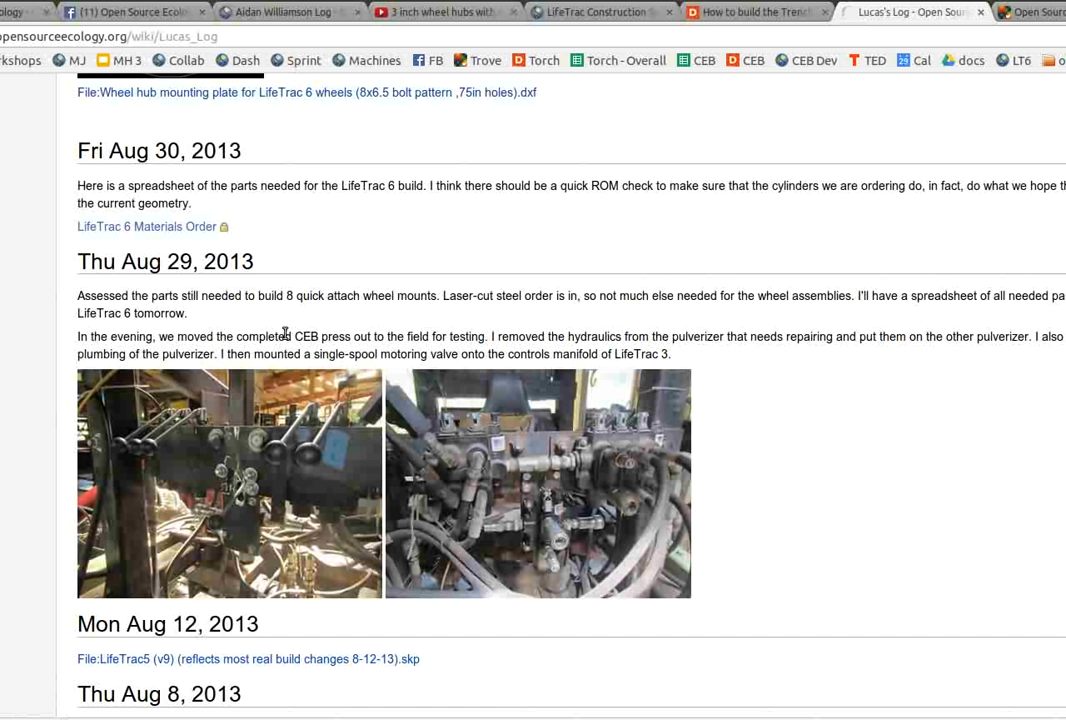 ology
(11) Open Source Ecolo
Aidan Williamson Log
3 inch wheel hubs with
LifeTrac Construction S
How to build the Trenc
Lucas's Log - Open Sour
Open Sourc
opensourceecology.org/wiki/Lucas_Log
kshops MJ MH 3 Collab Dash Sprint Machines FB Trove Torch Torch - Overall CEB CEB CEB Dev TED Cal docs LT6
File:Wheel hub mounting plate for LifeTrac 6 wheels (8x6.5 bolt pattern ,75in holes).dxf
Fri Aug 30, 2013
Here is a spreadsheet of the parts needed for the LifeTrac 6 build. I think there should be a quick ROM check to make sure that the cylinders we are ordering do, in fact, do what we hope th
the current geometry.
LifeTrac 6 Materials Order
Thu Aug 29, 2013
Assessed the parts still needed to build 8 quick attach wheel mounts. Laser-cut steel order is in, so not much else needed for the wheel assemblies. I'll have a spreadsheet of all needed pa
LifeTrac 6 tomorrow.
In the evening, we moved the completed CEB press out to the field for testing. I removed the hydraulics from the pulverizer that needs repairing and put them on the other pulverizer. I also
plumbing of the pulverizer. I then mounted a single-spool motoring valve onto the controls manifold of LifeTrac 3.
Mon Aug 12, 2013
File:LifeTrac5 (v9) (reflects most real build changes 8-12-13).skp
Thu Aug 8, 2013